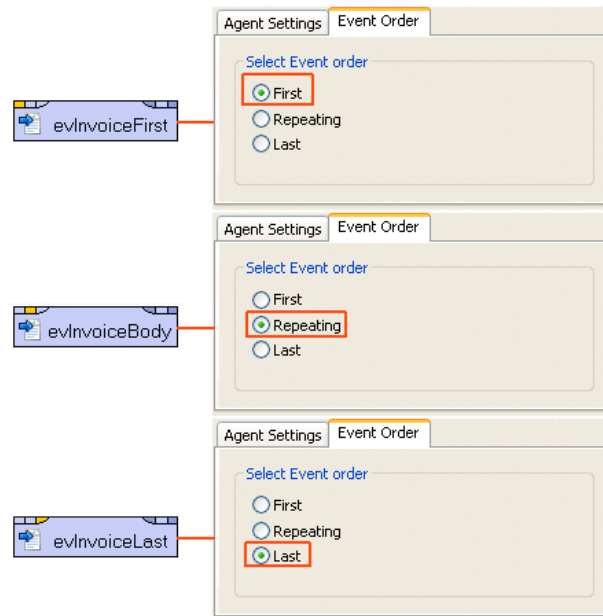 Agent Settings Event Order
Select Event order
First
evInvoiceFirst
Repeating
Last
Agent Settings Event Order
Select Event order
First
evInvoiceBody
Repeating
Last
Agent Settings Event Order
Select Event order
First
Repeating
evInvoiceLast
Last